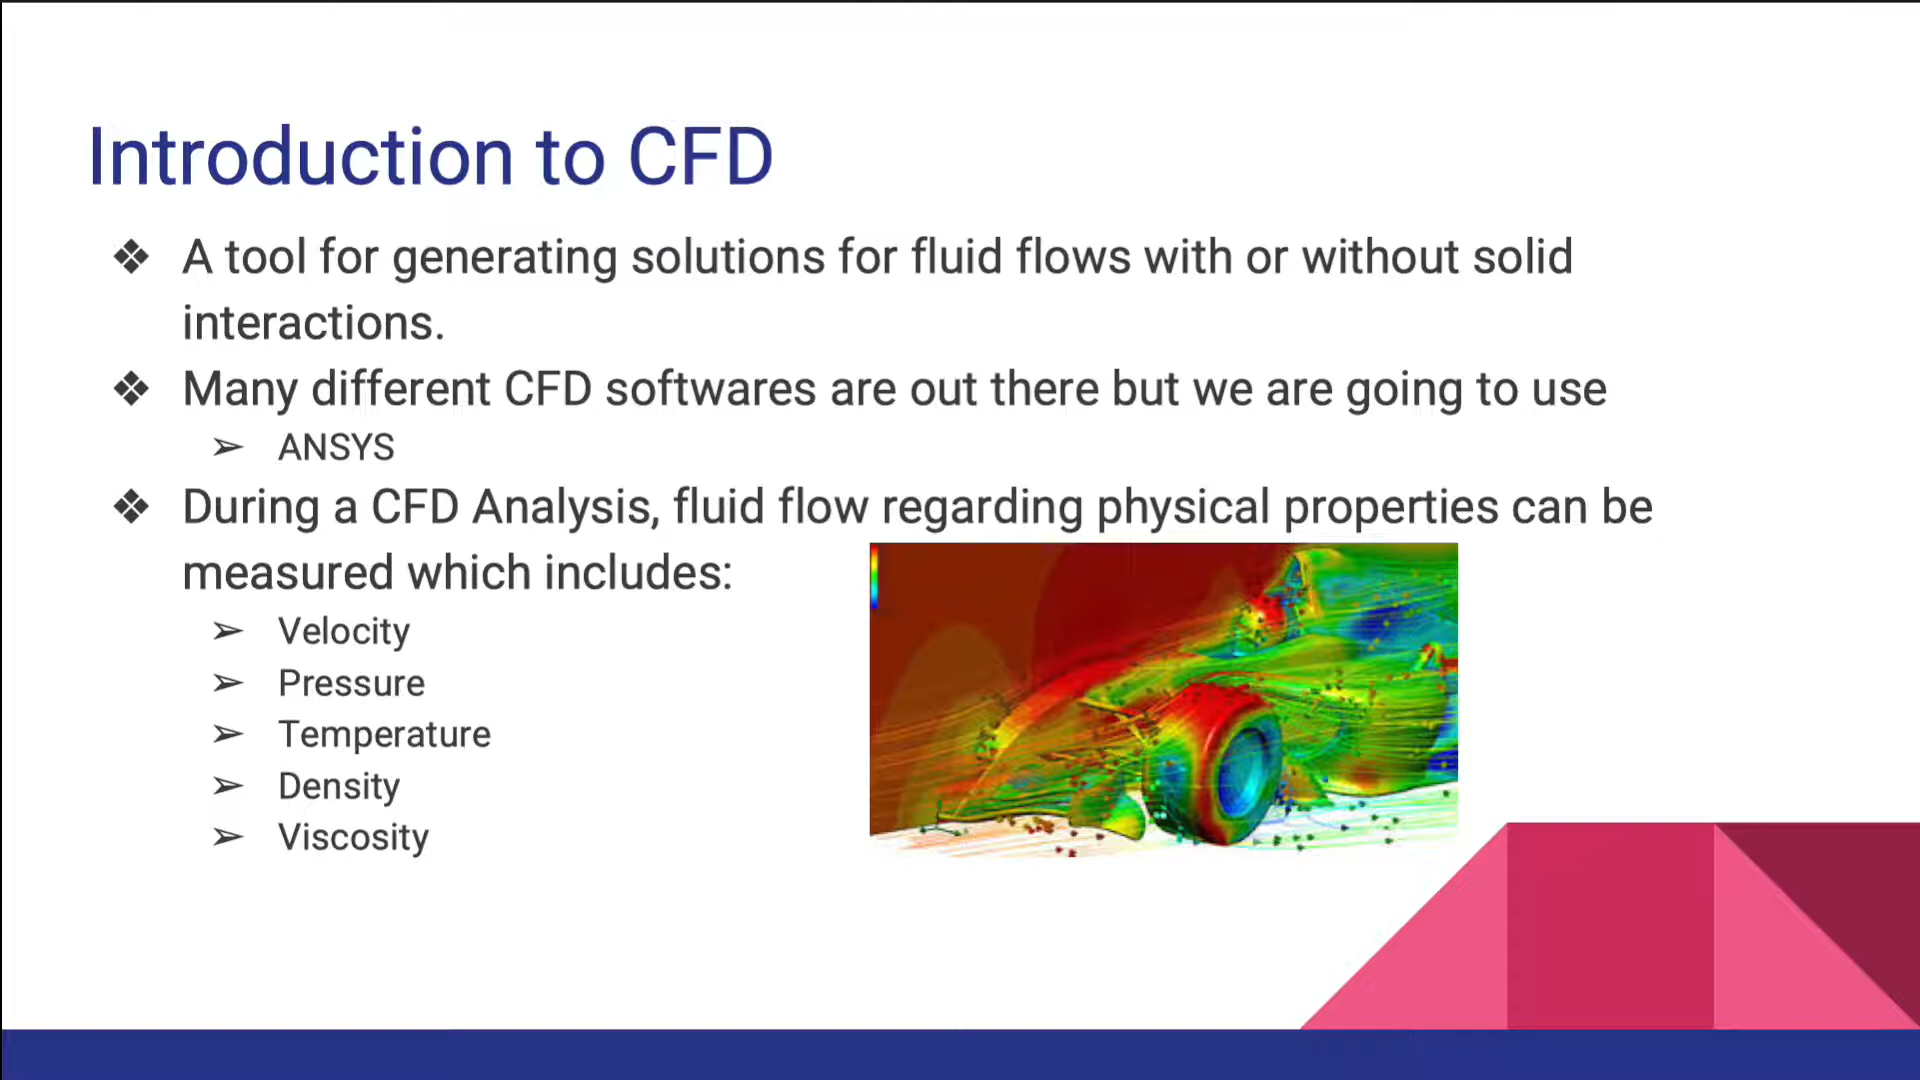 Introduction to CFD
❖ A tool for generating solutions for fluid flows with or without solid
interactions.
❖ Many different CFD softwares are out there but we are going to use
➢ ANSYS
❖ During a CFD Analysis, fluid flow regarding physical properties can be
measured which includes:
➢ Velocity
➢ Pressure
➢ Temperature
➢ Density
➢ Viscosity